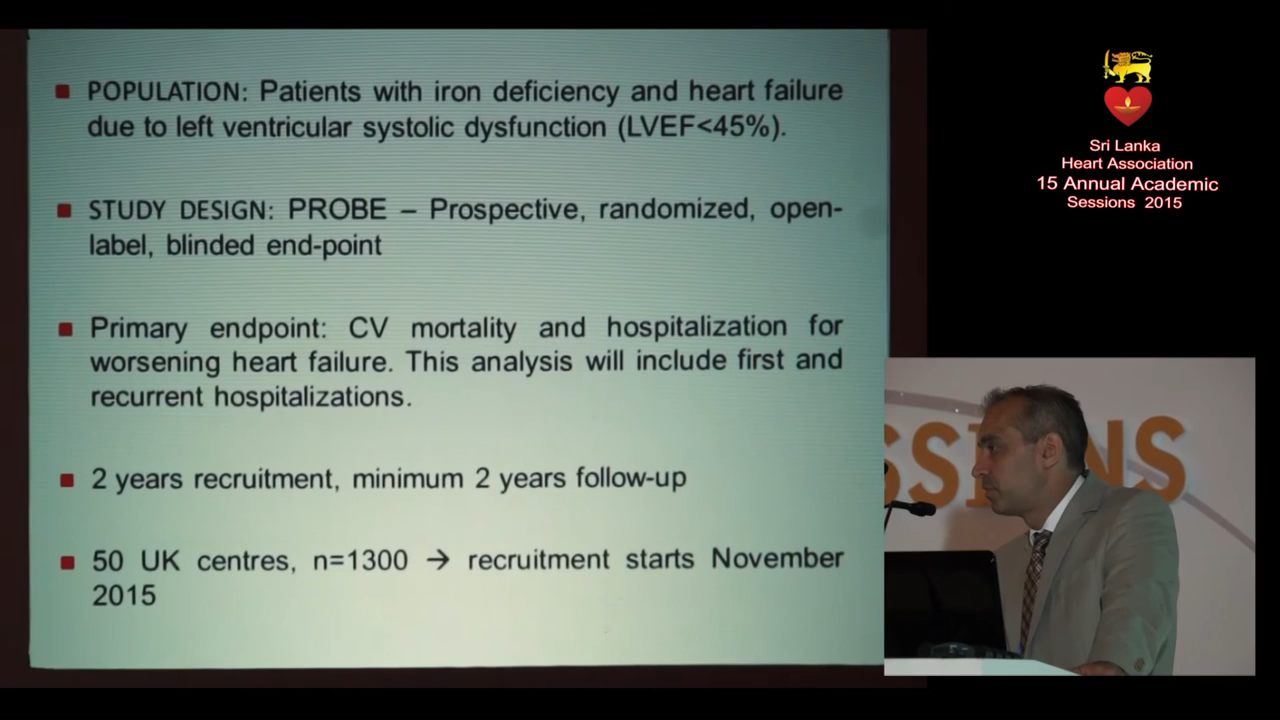 POPULATION: Patients with iron deficiency and heart failure
due to left ventricular systolic dysfunction (LVEF<45%).
STUDY DESIGN: PROBE – Prospective, randomized, open-
label, blinded end-point
Primary endpoint: CV mortality and hospitalization for
worsening heart failure. This analysis will include first and
recurrent hospitalizations.
2 years recruitment, minimum 2 years follow-up
50 UK centres, n=1300 → recruitment starts November
2015
Sri Lanka
Heart Association
15 Annual Academic
Sessions 2015